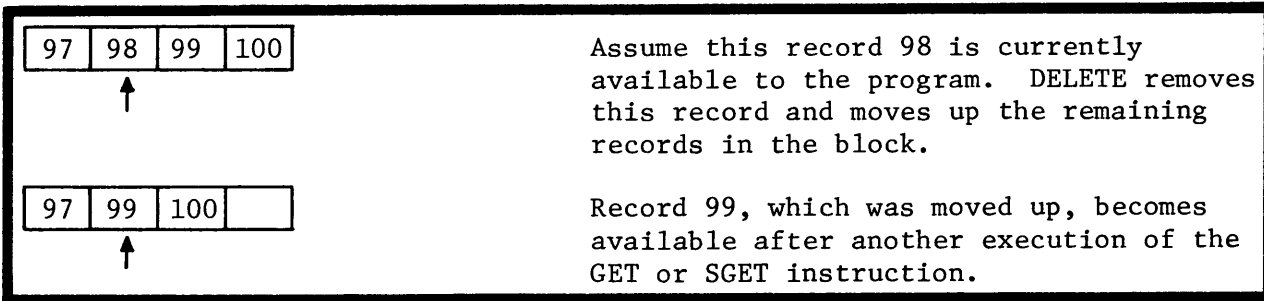 97 98 99 100
Assume this record 98 is currently
available to the program. DELETE removes
this record and moves up the remaining
records in the block.
97 99 100
Record 99, which was moved up, becomes
available after another execution of the
GET or SGET instruction.